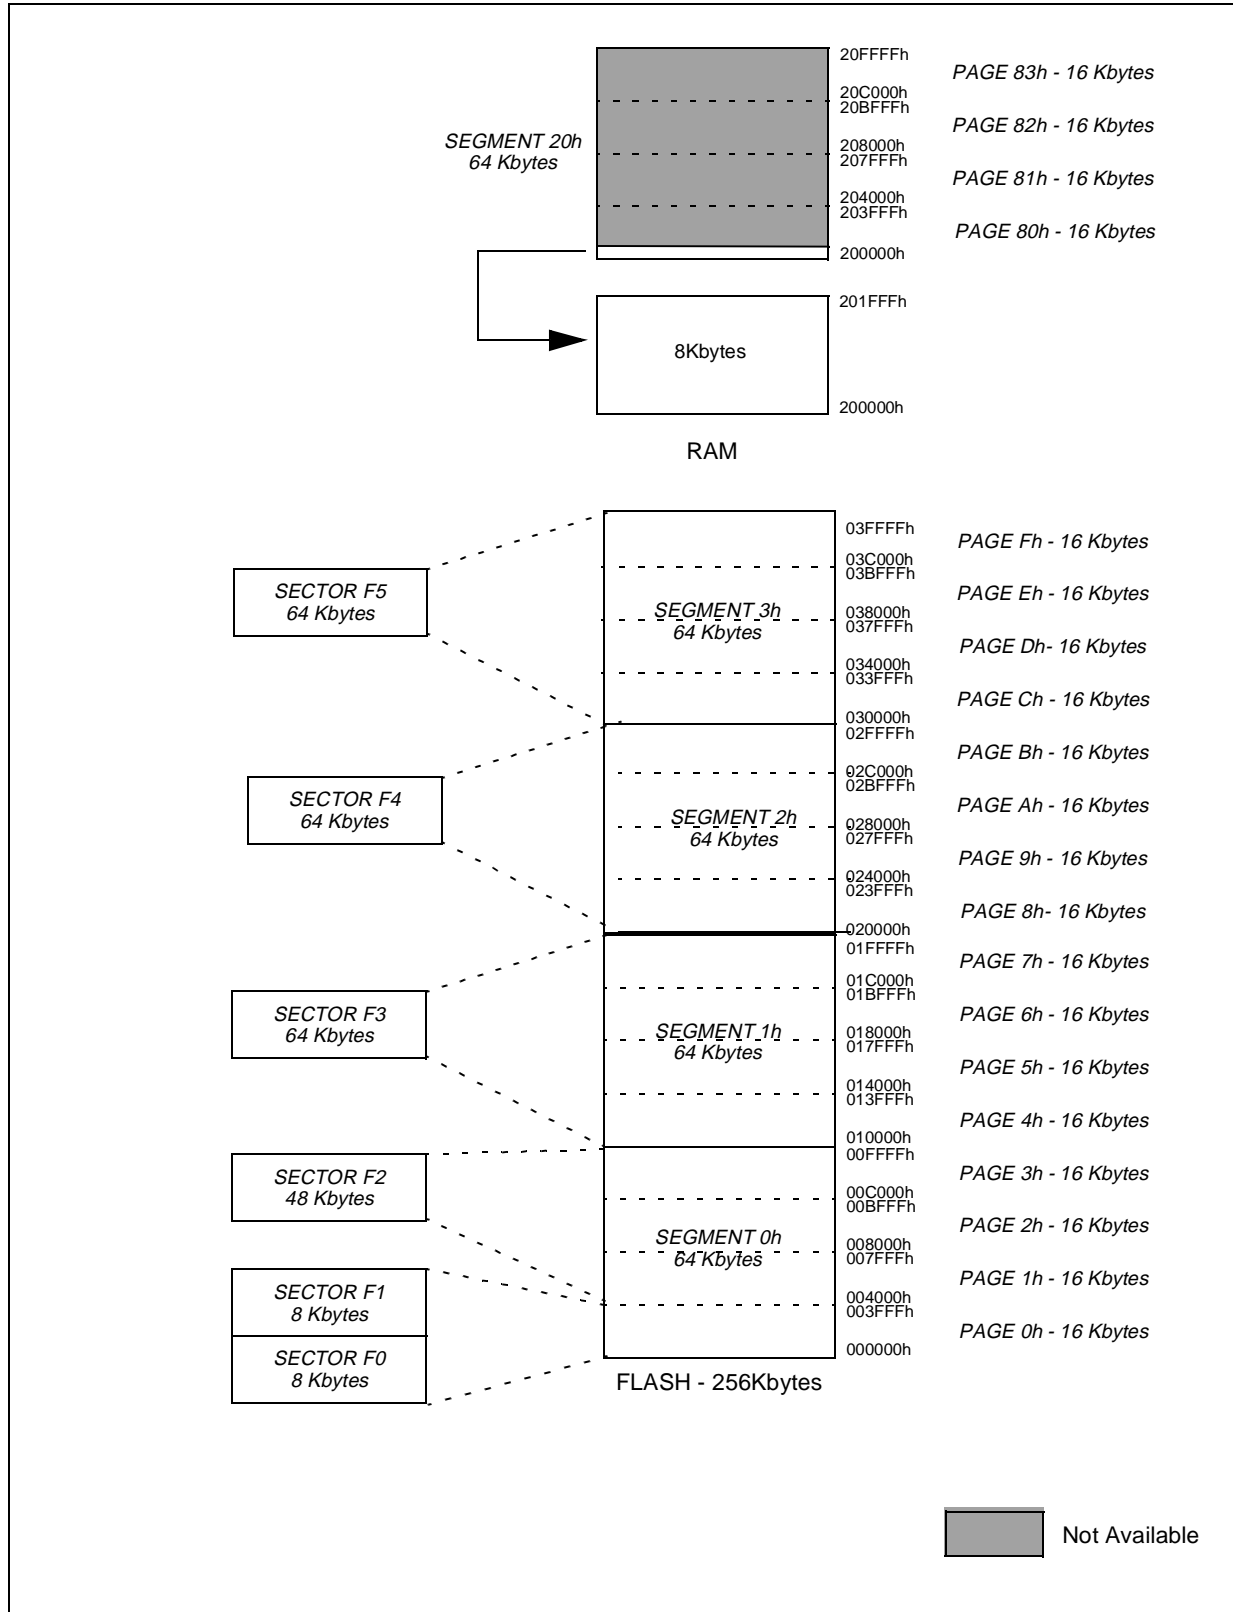 20FFFFh
PAGE 83h - 16 Kbytes
20C000h
20BFFFh
PAGE 82h - 16 Kbytes
SEGMENT 20h
64 Kbytes
208000h
207FFFh
PAGE 81h - 16 Kbytes
204000h
203FFFh
PAGE 80h - 16 Kbytes
200000h
201FFFh
8Kbytes
200000h
RAM
03FFFFh
PAGE Fh - 16 Kbytes
03C000h
03BFFFh
SECTOR F5
64 Kbytes
PAGE Eh - 16 Kbytes
SEGMENT 3h
64 Kbytes
038000h
037FFFh
PAGE Dh- 16 Kbytes
034000h
033FFFh
PAGE Ch - 16 Kbytes
030000h
02FFFFh
PAGE Bh - 16 Kbytes
02C000h
02BFFFh
SECTOR F4
64 Kbytes
PAGE Ah - 16 Kbytes
SEGMENT 2h
64 Kbytes
028000h
027FFFh
PAGE 9h - 16 Kbytes
024000h
023FFFh
PAGE 8h- 16 Kbytes
020000h
01FFFFh
PAGE 7h - 16 Kbytes
01C000h
01BFFFh
SECTOR F3
64 Kbytes
PAGE 6h - 16 Kbytes
SEGMENT 1h
64 Kbytes
018000h
017FFFh
PAGE 5h - 16 Kbytes
014000h
013FFFh
PAGE 4h - 16 Kbytes
010000h
00FFFFh
SECTOR F2
48 Kbytes
PAGE 3h - 16 Kbytes
00C000h
00BFFFh
PAGE 2h - 16 Kbytes
SEGMENT 0h
64 Kbytes
008000h
007FFFh
PAGE 1h - 16 Kbytes
SECTOR F1
8 Kbytes
004000h
003FFFh
PAGE 0h - 16 Kbytes
SECTOR F0
8 Kbytes
000000h
FLASH - 256Kbytes
Not Available